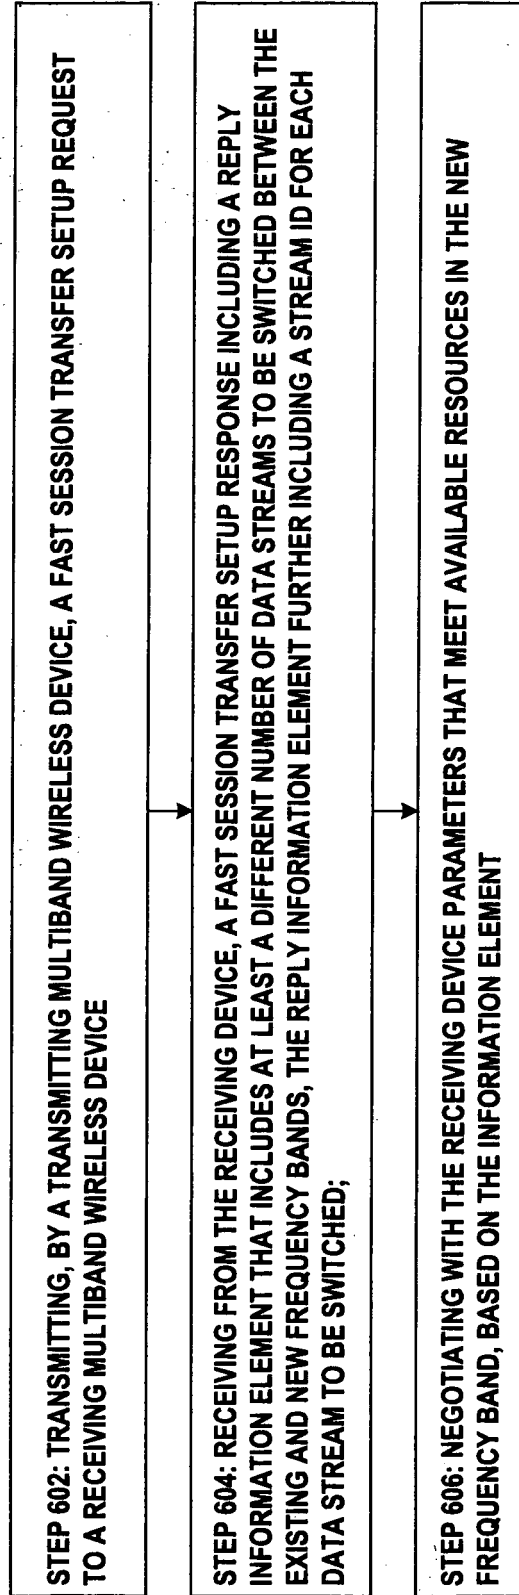 STEP 602: TRANSMITTING, BY A TRANSMITTING MULTIBAND WIRELESS DEVICE, A FAST SESSION TRANSFER SETUP REQUEST
TO A RECEIVING MULTIBAND WIRELESS DEVICE
STEP 604: RECEIVING FROM THE RECEIVING DEVICE, A FAST SESSION TRANSFER SETUP RESPONSE INCLUDING A REPLY
INFORMATION ELEMENT THAT INCLUDES AT LEAST A DIFFERENT NUMBER OF DATA STREAMS TO BE SWITCHED BETWEEN THE
EXISTING AND NEW FREQUENCY BANDS, THE REPLY INFORMATION ELEMENT FURTHER INCLUDING A STREAM ID FOR EACH
DATA STREAM TO BE SWITCHED;
STEP 606: NEGOTIATING WITH THE RECEIVING DEVICE PARAMETERS THAT MEET AVAILABLE RESOURCES IN THE NEW
FREQUENCY BAND, BASED ON THE INFORMATION ELEMENT